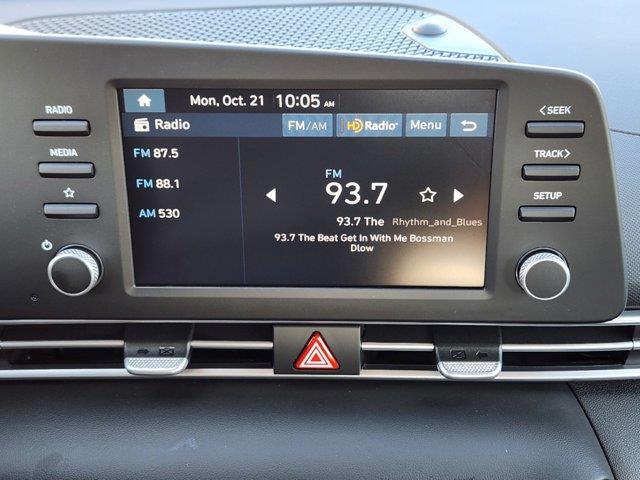 Mon, Oct. 21 10:05 AM
RADIO
<SEEK
Radio FM/AM HD Radio Menu
MEDIA
FM 87.5
TRACK>
FM 88.1
FM
93.7
SETUP
AM 530
93.7 The Rhythm_and_Blues
93.7 The Beat Get In With Me Bossman
Dlow